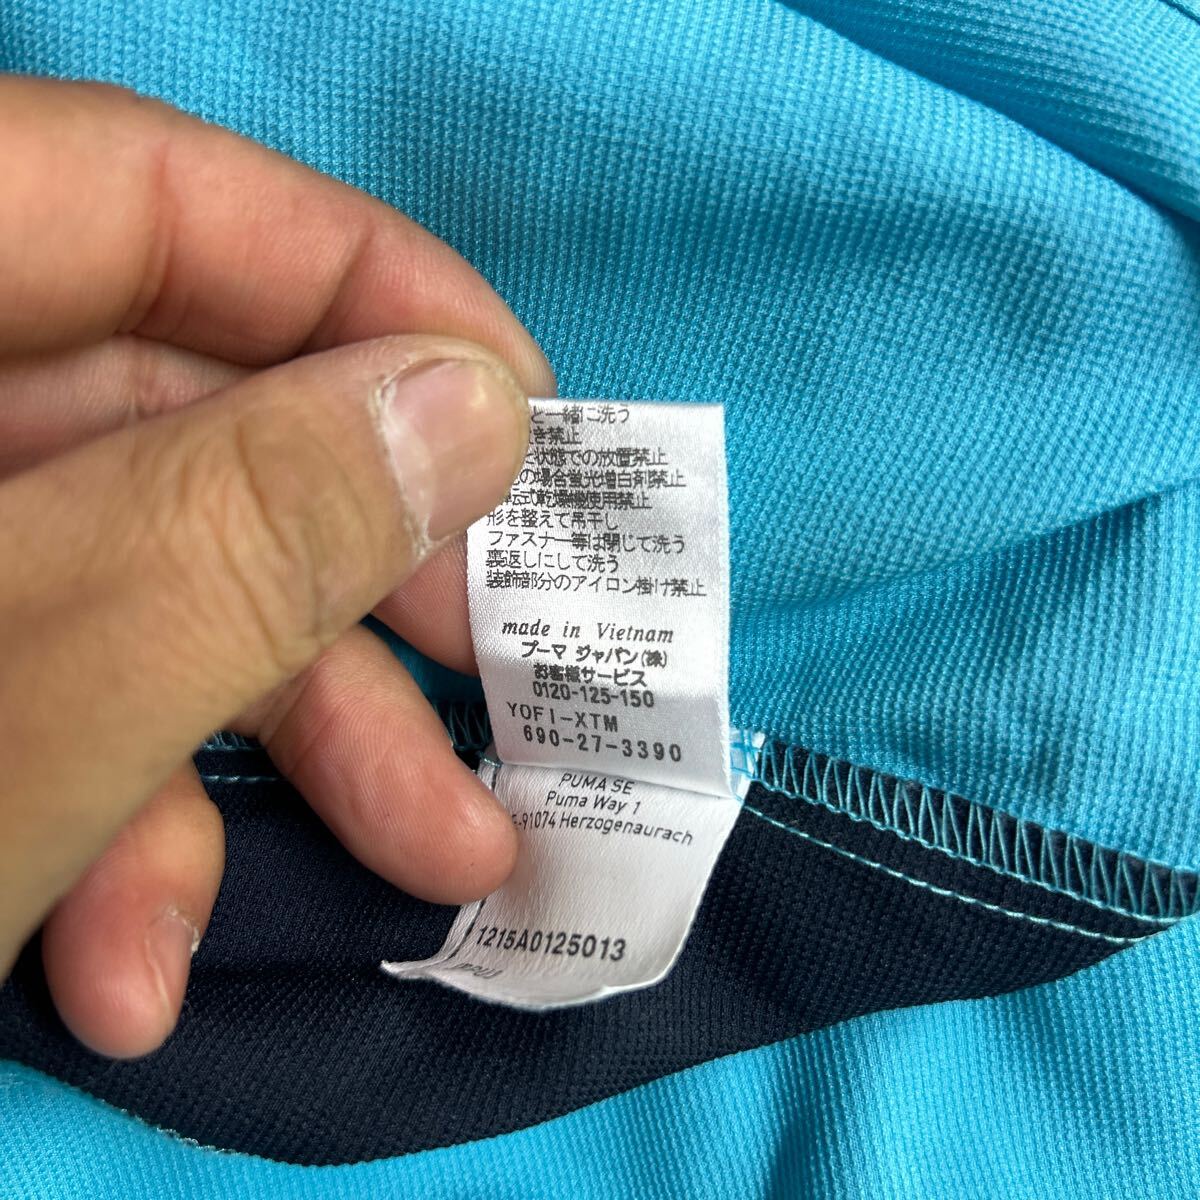 と一緒に洗う
き禁止
状態での放置禁止
の場合蛍光増白剤禁止
転式乾燥機使用禁止
形を整えて吊干し
ファスナー等は閉じて洗う
裏返しにして洗う
装飾部分のアイロン掛け禁止
made in Vietnam
プーマ ジャパン(株)
お客様サービス
0120-125-150
YOFI-XTM
690-27-3390
PUMA SE
Puma Way 1
-91074 Herzogenaurach
1215A0125013